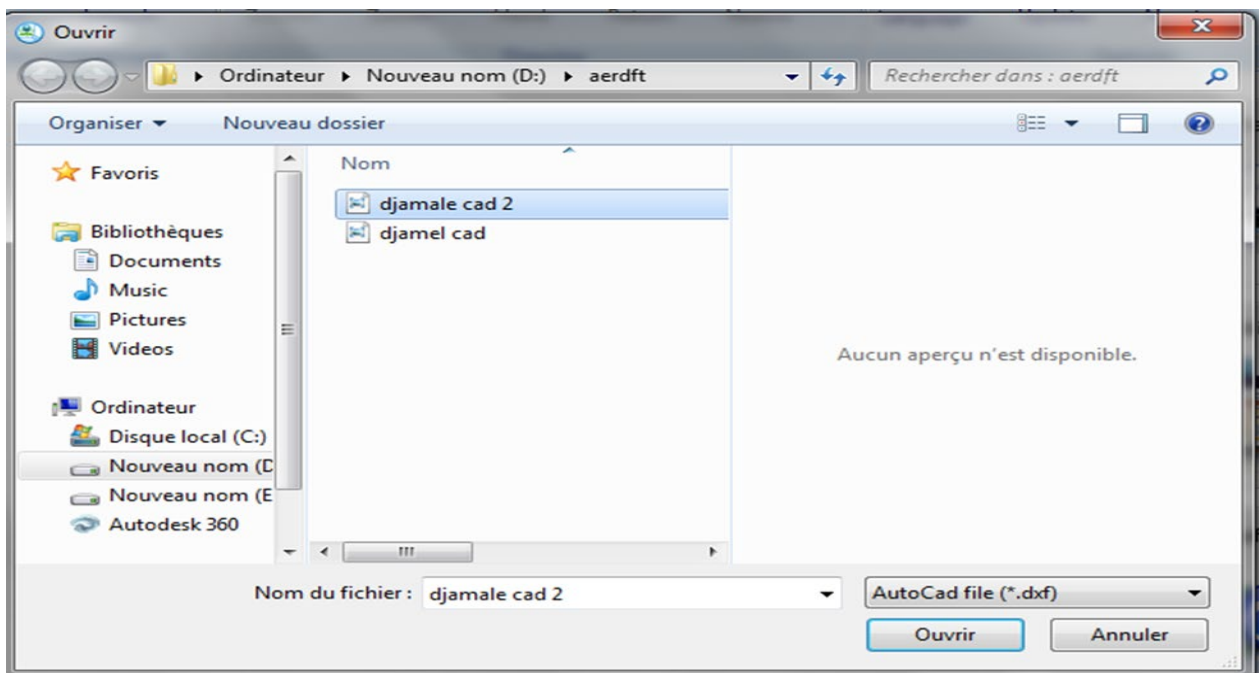 Ouvrir
Ordinateur Nouveau nom (D:) aerdft
Rechercher dans : aerdft
Organiser
Nouveau dossier
Favoris
Bibliothèques
Documents
Music
Pictures
Videos
Ordinateur
Disque local (C:)
Nouveau nom (D
Nouveau nom (E
Autodesk 360
Nom
djamale cad 2
djamel cad
Aucun aperçu n'est disponible.
Nom du fichier : djamale cad 2
AutoCad file (*.dxf)
Ouvrir
Annuler